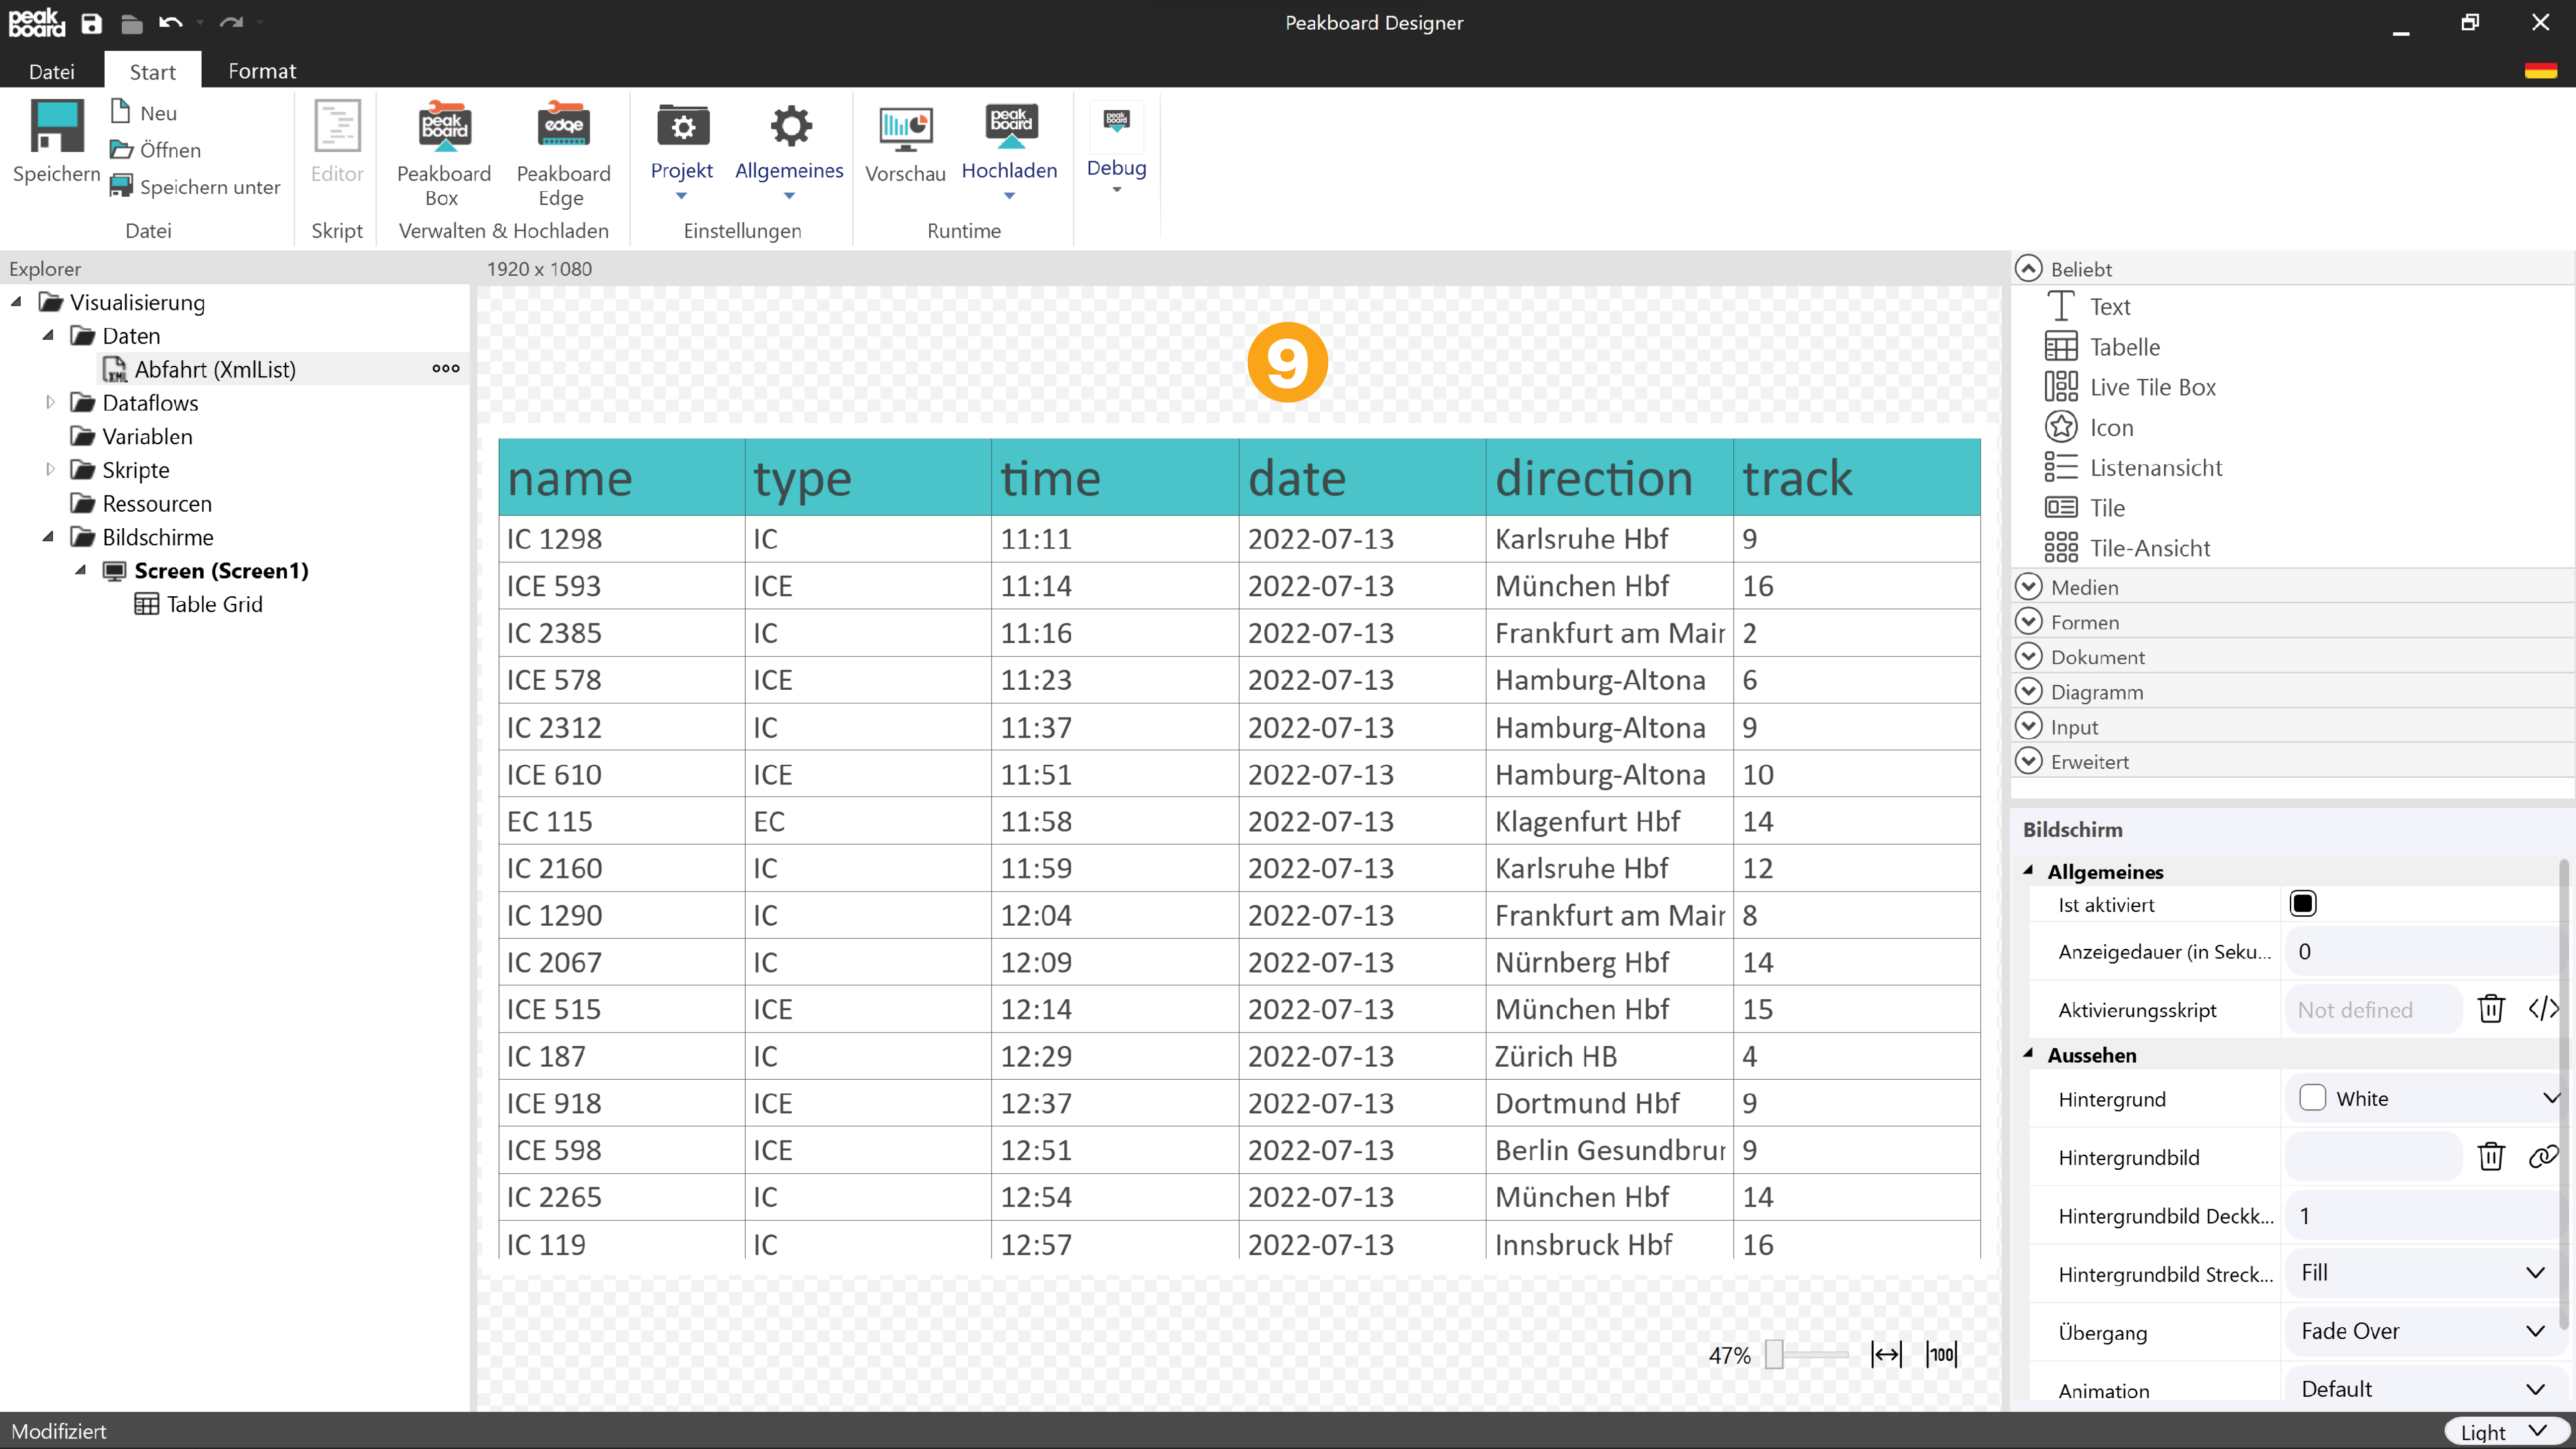 peak board
Peakboard Designer
Datei Start Format
Speichern
Neu
Öffnen
Speichern unter
Datei
Editor
Skript
peak board
Peakboard Box
edge
Peakboard Edge
Verwalten & Hochladen
Projekt
Allgemeines
Einstellungen
Vorschau
peak board
Hochladen
Runtime
peak board
Debug
Explorer
Visualisierung
Daten
XML
Abfahrt (XmlList)
Dataflows
Variablen
Skripte
Ressourcen
Bildschirme
Screen (Screen1)
Table Grid
1920 x 1080
9
name type time date direction track
IC 1298 IC 11:11 2022-07-13 Karlsruhe Hbf 9
ICE 593 ICE 11:14 2022-07-13 München Hbf 16
IC 2385 IC 11:16 2022-07-13 Frankfurt am Main 2
ICE 578 ICE 11:23 2022-07-13 Hamburg-Altona 6
IC 2312 IC 11:37 2022-07-13 Hamburg-Altona 9
ICE 610 ICE 11:51 2022-07-13 Hamburg-Altona 10
EC 115 EC 11:58 2022-07-13 Klagenfurt Hbf 14
IC 2160 IC 11:59 2022-07-13 Karlsruhe Hbf 12
IC 1290 IC 12:04 2022-07-13 Frankfurt am Main 8
IC 2067 IC 12:09 2022-07-13 Nürnberg Hbf 14
ICE 515 ICE 12:14 2022-07-13 München Hbf 15
IC 187 IC 12:29 2022-07-13 Zürich HB 4
ICE 918 ICE 12:37 2022-07-13 Dortmund Hbf 9
ICE 598 ICE 12:51 2022-07-13 Berlin Gesundbrun 9
IC 2265 IC 12:54 2022-07-13 München Hbf 14
IC 119 IC 12:57 2022-07-13 Innsbruck Hbf 16
47% 100
Beliebt
Text
Tabelle
Live Tile Box
Icon
Listenansicht
Tile
Tile-Ansicht
Medien
Formen
Dokument
Diagramm
Input
Erweitert
Bildschirm
Allgemeines
Ist aktiviert
Anzeigedauer (in Seku... 0
Aktivierungsskript Not defined </>
Aussehen
Hintergrund White
Hintergrundbild
Hintergrundbild Deckk... 1
Hintergrundbild Streck... Fill
Übergang Fade Over
Animation Default
Modifiziert Light